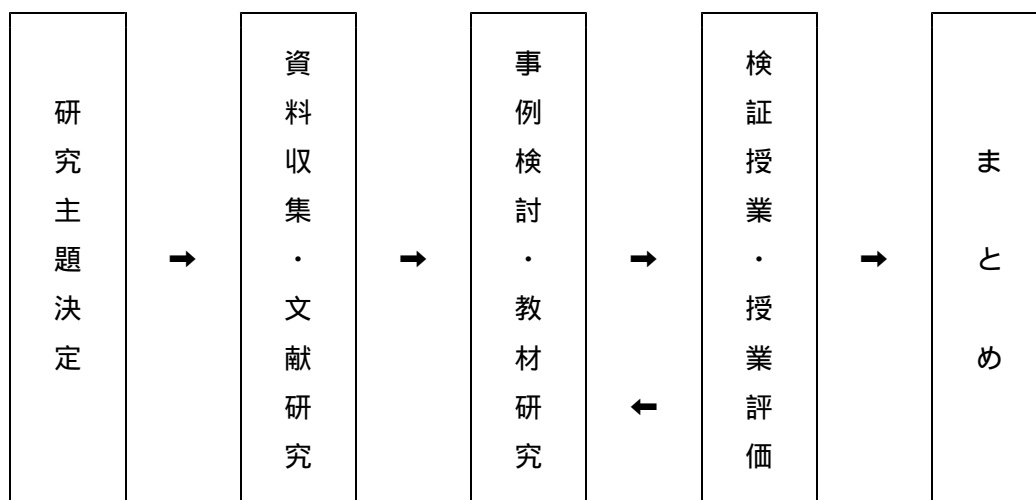 研究主題決定
➡
資料収集・文献研究
➡
事例検討・教材研究
➡
⬅
検証授業・授業評価
➡
まとめ